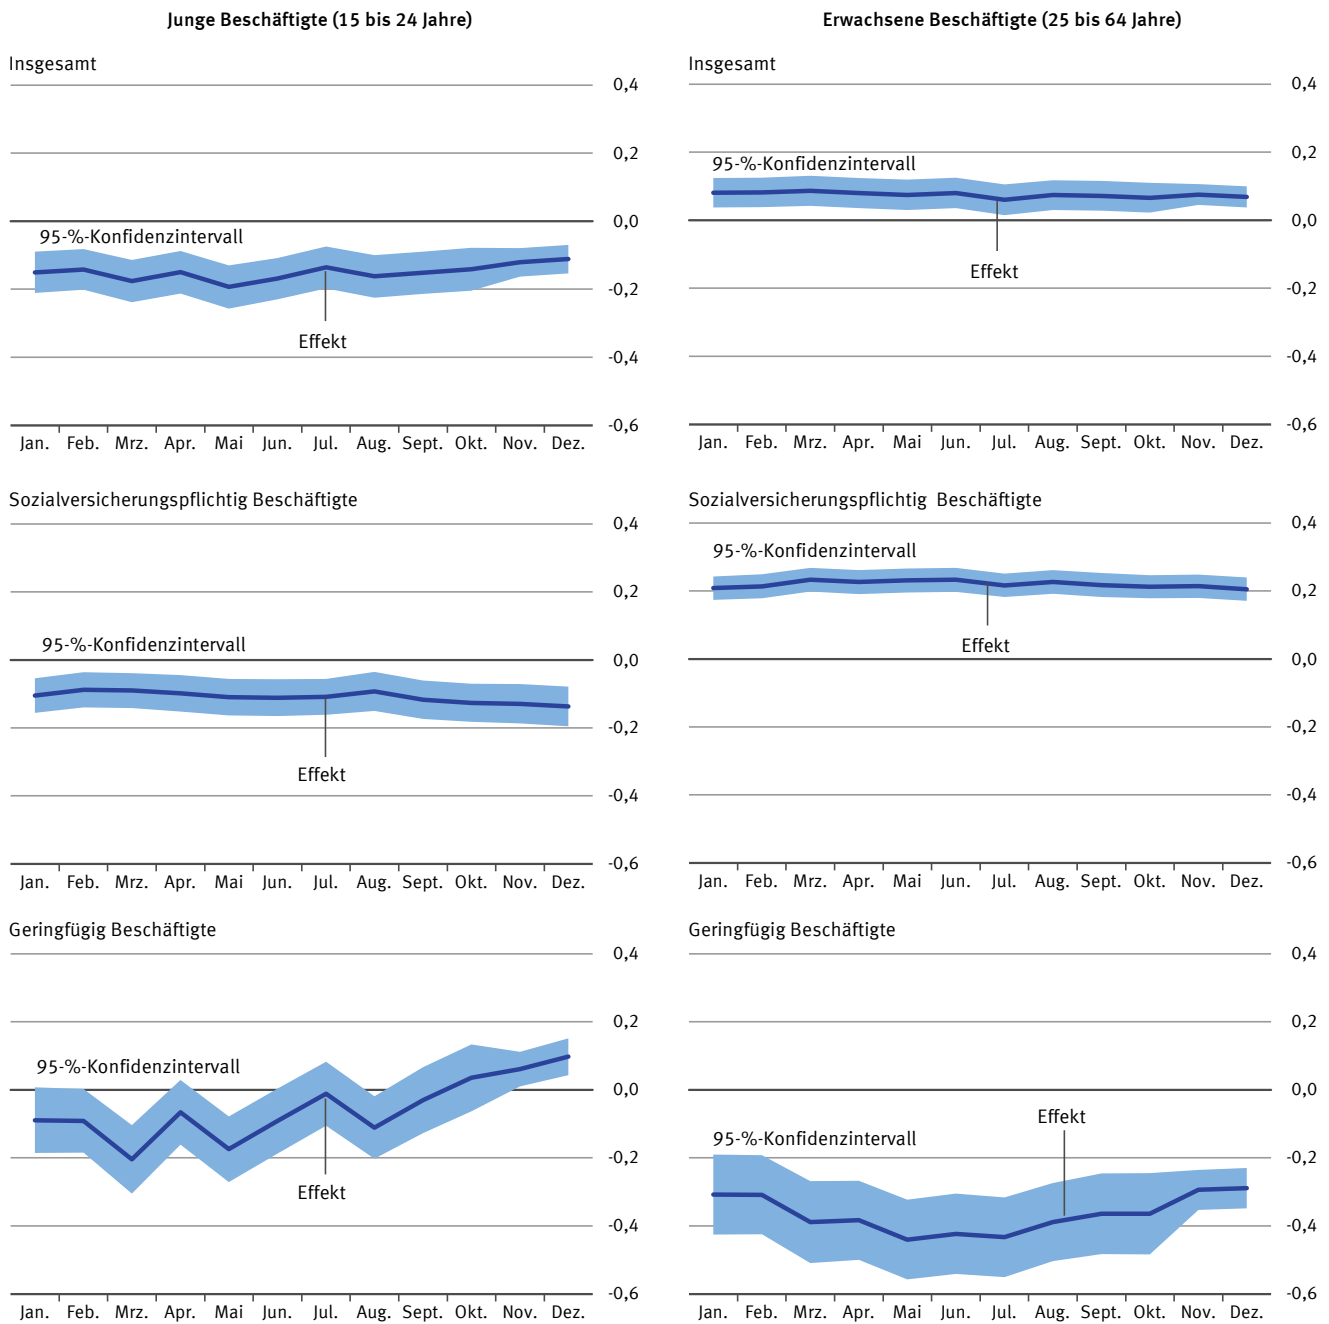 Junge Beschäftigte (15 bis 24 Jahre)
Insgesamt
0,4
0,2
0,0
95-%-Konfidenzintervall
-0,2
Effekt
-0,4
-0,6
Jan. Feb. Mrz. Apr. Mai Jun. Jul. Aug. Sept. Okt. Nov. Dez.
Sozialversicherungspflichtig Beschäftigte
0,4
0,2
95-%-Konfidenzintervall
0,0
-0,2
Effekt
-0,4
-0,6
Jan. Feb. Mrz. Apr. Mai Jun. Jul. Aug. Sept. Okt. Nov. Dez.
Geringfügig Beschäftigte
0,4
0,2
95-%-Konfidenzintervall
0,0
-0,2
Effekt
-0,4
-0,6
Jan. Feb. Mrz. Apr. Mai Jun. Jul. Aug. Sept. Okt. Nov. Dez.
Erwachsene Beschäftigte (25 bis 64 Jahre)
Insgesamt
0,4
0,2
95-%-Konfidenzintervall
0,0
Effekt
-0,2
-0,4
-0,6
Jan. Feb. Mrz. Apr. Mai Jun. Jul. Aug. Sept. Okt. Nov. Dez.
Sozialversicherungspflichtig Beschäftigte
0,4
95-%-Konfidenzintervall
0,2
Effekt
0,0
-0,2
-0,4
-0,6
Jan. Feb. Mrz. Apr. Mai Jun. Jul. Aug. Sept. Okt. Nov. Dez.
Geringfügig Beschäftigte
0,4
0,2
0,0
Effekt
95-%-Konfidenzintervall
-0,2
-0,4
-0,6
Jan. Feb. Mrz. Apr. Mai Jun. Jul. Aug. Sept. Okt. Nov. Dez.